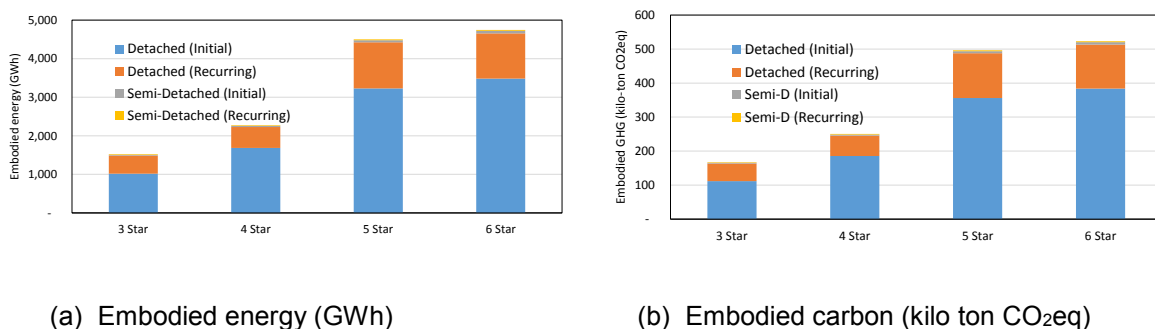 5,000
4,000
3,000
2,000
1,000
-
Embodied energy (GWh)
Detached (Initial)
Detached (Recurring)
Semi-Detached (Initial)
Semi-Detached (Recurring)
3 Star 4 Star 5 Star 6 Star
(a) Embodied energy (GWh)
600
500
400
300
200
100
-
Embodied GHG (kilo-ton CO2eq)
Detached (Initial)
Detached (Recurring)
Semi-D (Initial)
Semi-D (Recurring)
3 Star 4 Star 5 Star 6 Star
(b) Embodied carbon (kilo ton CO₂eq)